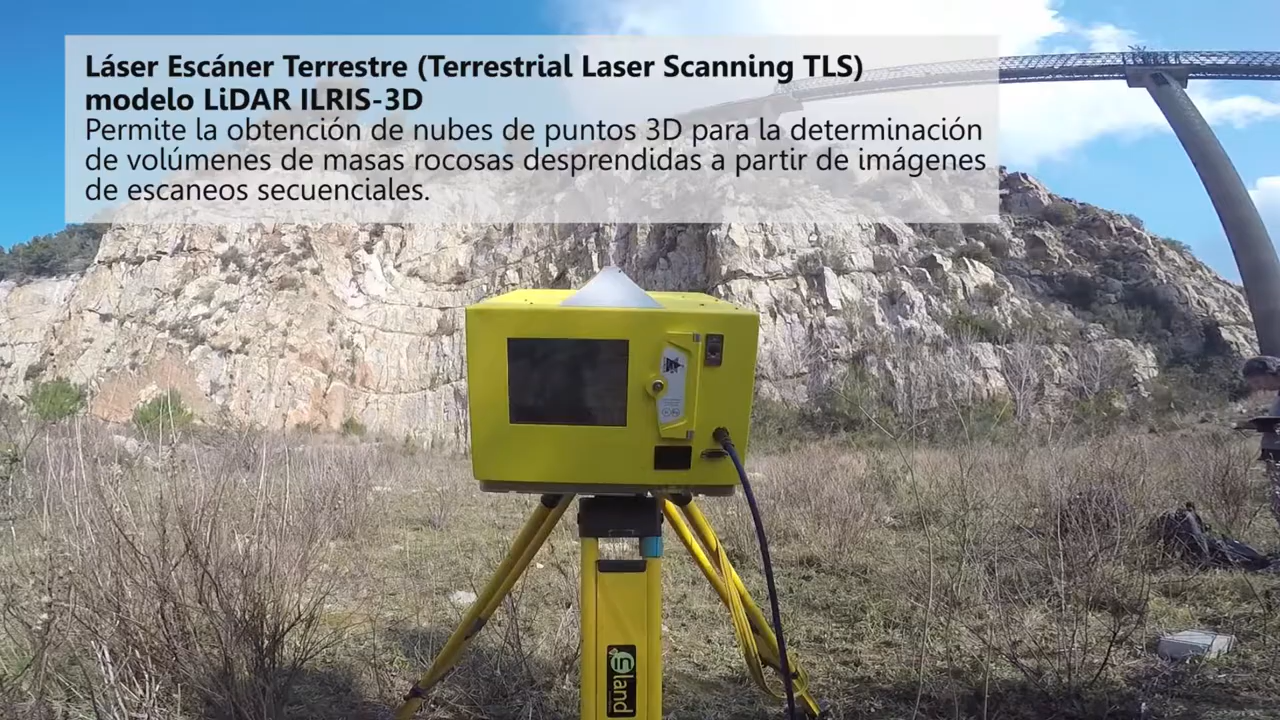 Láser Escáner Terrestre (Terrestrial Laser Scanning TLS)
modelo LiDAR ILRIS-3D
Permite la obtención de nubes de puntos 3D para la determinación
de volúmenes de masas rocosas desprendidas a partir de imágenes
de escaneos secuenciales.
inland